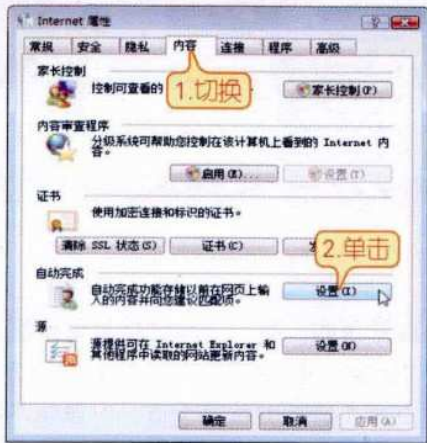 Internet 属性
常规 安全 隐私 内容 连接 程序 高级
家长控制
控制可查看的
1.切换
家长控制(P)
内容审查程序
分级系统可帮助您控制在该计算机上看到的 Internet 内
容。
启用(E)... 设置(T)
证书
使用加密连接和标识的证书。
清除 SSL 状态(S) 证书(C)
2.单击
自动完成
自动完成功能存储以前在网页上输
入的内容并向您建议匹配项。
设置(I)
源
源提供可在 Internet Explorer 和
其他程序中读取的网站更新内容。
设置(N)
确定 取消 应用(A)